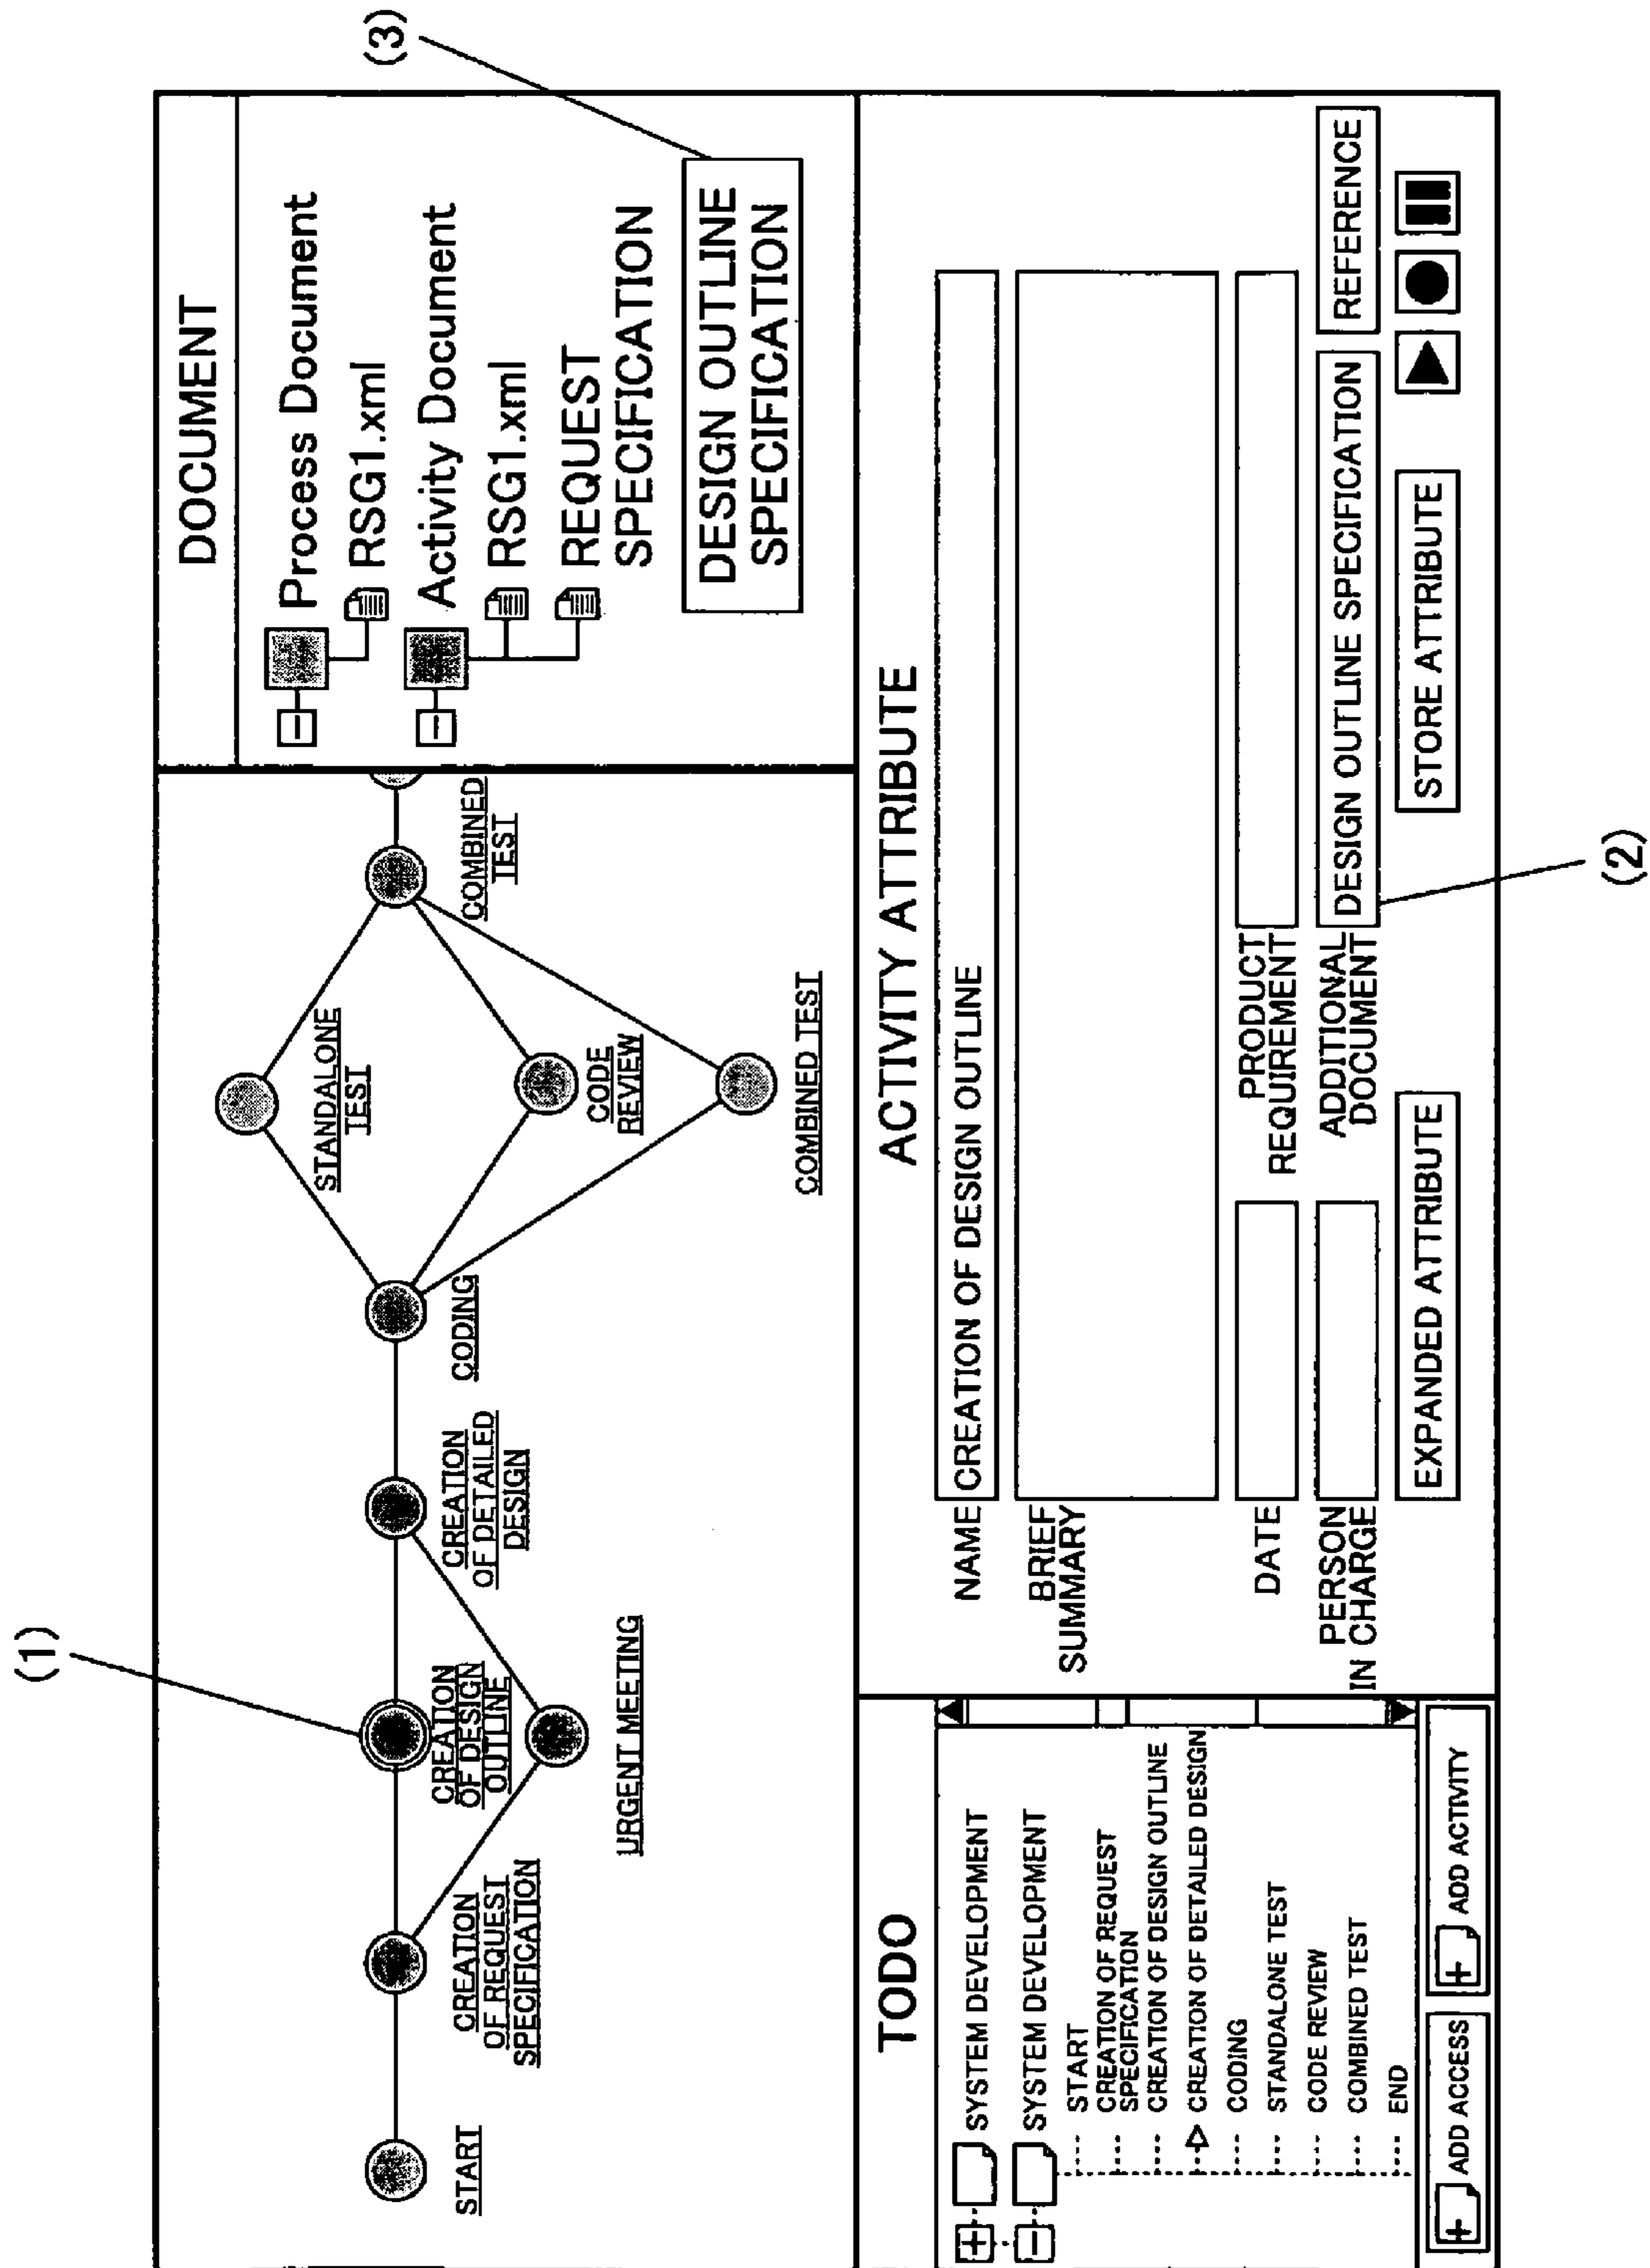 (1)
(3)
START
CREATION
OF REQUEST
SPECIFICATION
CREATION
OF DESIGN
OUTLINE
URGENT MEETING
CREATION
OF DETAILED
DESIGN
CODING
STANDALONE
TEST
CODE
REVIEW
COMBINED TEST
COMBINED
TEST
DOCUMENT
Process Document
RSG1.xml
Activity Document
RSG1.xml
REQUEST
SPECIFICATION
DESIGN OUTLINE
SPECIFICATION
TODO
SYSTEM DEVELOPMENT
SYSTEM DEVELOPMENT
START
CREATION OF REQUEST
SPECIFICATION
CREATION OF DESIGN OUTLINE
CREATION OF DETAILED DESIGN
CODING
STANDALONE TEST
CODE REVIEW
COMBINED TEST
END
ADD ACCESS
ADD ACTIVITY
ACTIVITY ATTRIBUTE
NAME CREATION OF DESIGN OUTLINE
BRIEF
SUMMARY
DATE
PRODUCT
REQUIREMENT
PERSON
IN CHARGE
ADDITIONAL
DOCUMENT
DESIGN OUTLINE SPECIFICATION
REFERENCE
EXPANDED ATTRIBUTE
STORE ATTRIBUTE
(2)